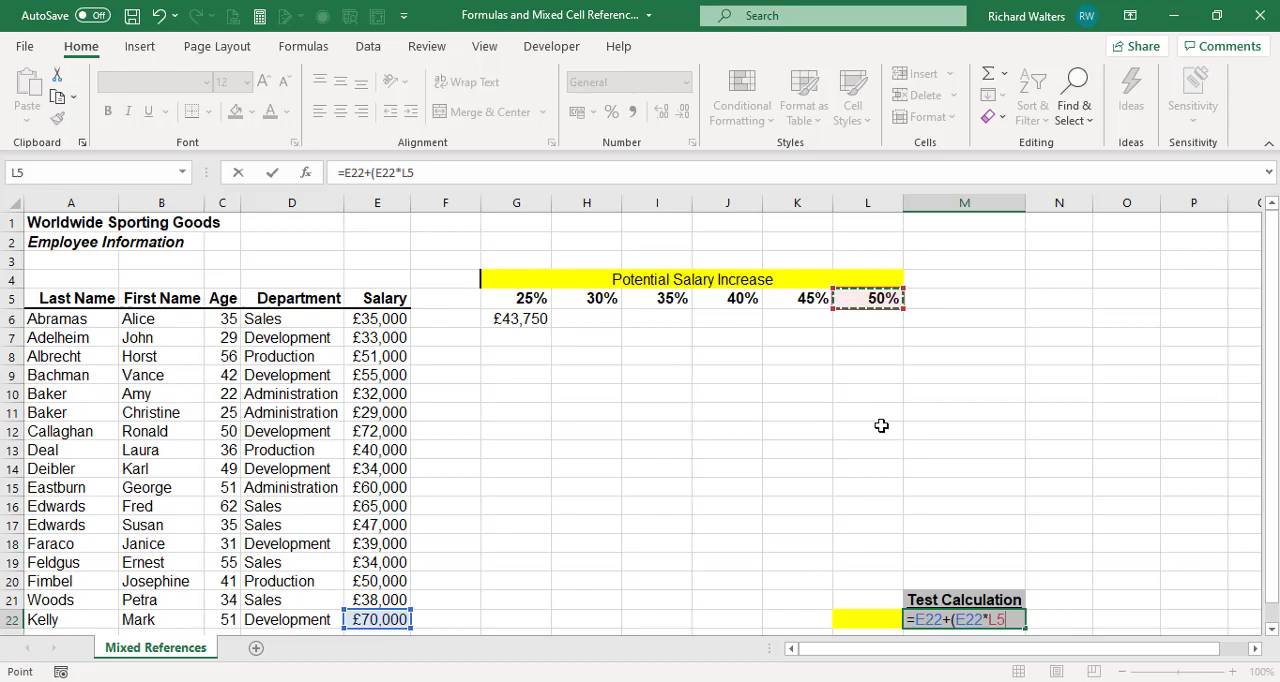 AutoSave Off Formulas and Mixed Cell Referenc... Search Richard Walters RW
File Home Insert Page Layout Formulas Data Review View Developer Help Share Comments
Paste
Clipboard
12 A A
B I U A
Font
Wrap Text
Merge & Center
Alignment
General
% ,
Number
Conditional Formatting
Format as Table
Cell Styles
Styles
Insert
Delete
Format
Cells
Sort & Filter
Find & Select
Editing
Ideas
Ideas
Sensitivity
Sensitivity
L5 fx =E22+(E22*L5
A B C D E F G H I J K L M N O P
1 Worldwide Sporting Goods
2 Employee Information
3
4 Potential Salary Increase
5 Last Name First Name Age Department Salary 25% 30% 35% 40% 45% 50%
6 Abramas Alice 35 Sales £35,000 £43,750
7 Adelheim John 29 Development £33,000
8 Albrecht Horst 56 Production £51,000
9 Bachman Vance 42 Development £55,000
10 Baker Amy 22 Administration £32,000
11 Baker Christine 25 Administration £29,000
12 Callaghan Ronald 50 Development £72,000
13 Deal Laura 36 Production £40,000
14 Deibler Karl 49 Development £34,000
15 Eastburn George 51 Administration £60,000
16 Edwards Fred 62 Sales £65,000
17 Edwards Susan 35 Sales £47,000
18 Faraco Janice 31 Development £39,000
19 Feldgus Ernest 55 Sales £34,000
20 Fimbel Josephine 41 Production £50,000
21 Woods Petra 34 Sales £38,000 Test Calculation
22 Kelly Mark 51 Development £70,000 =E22+(E22*L5
Mixed References
Point 100%